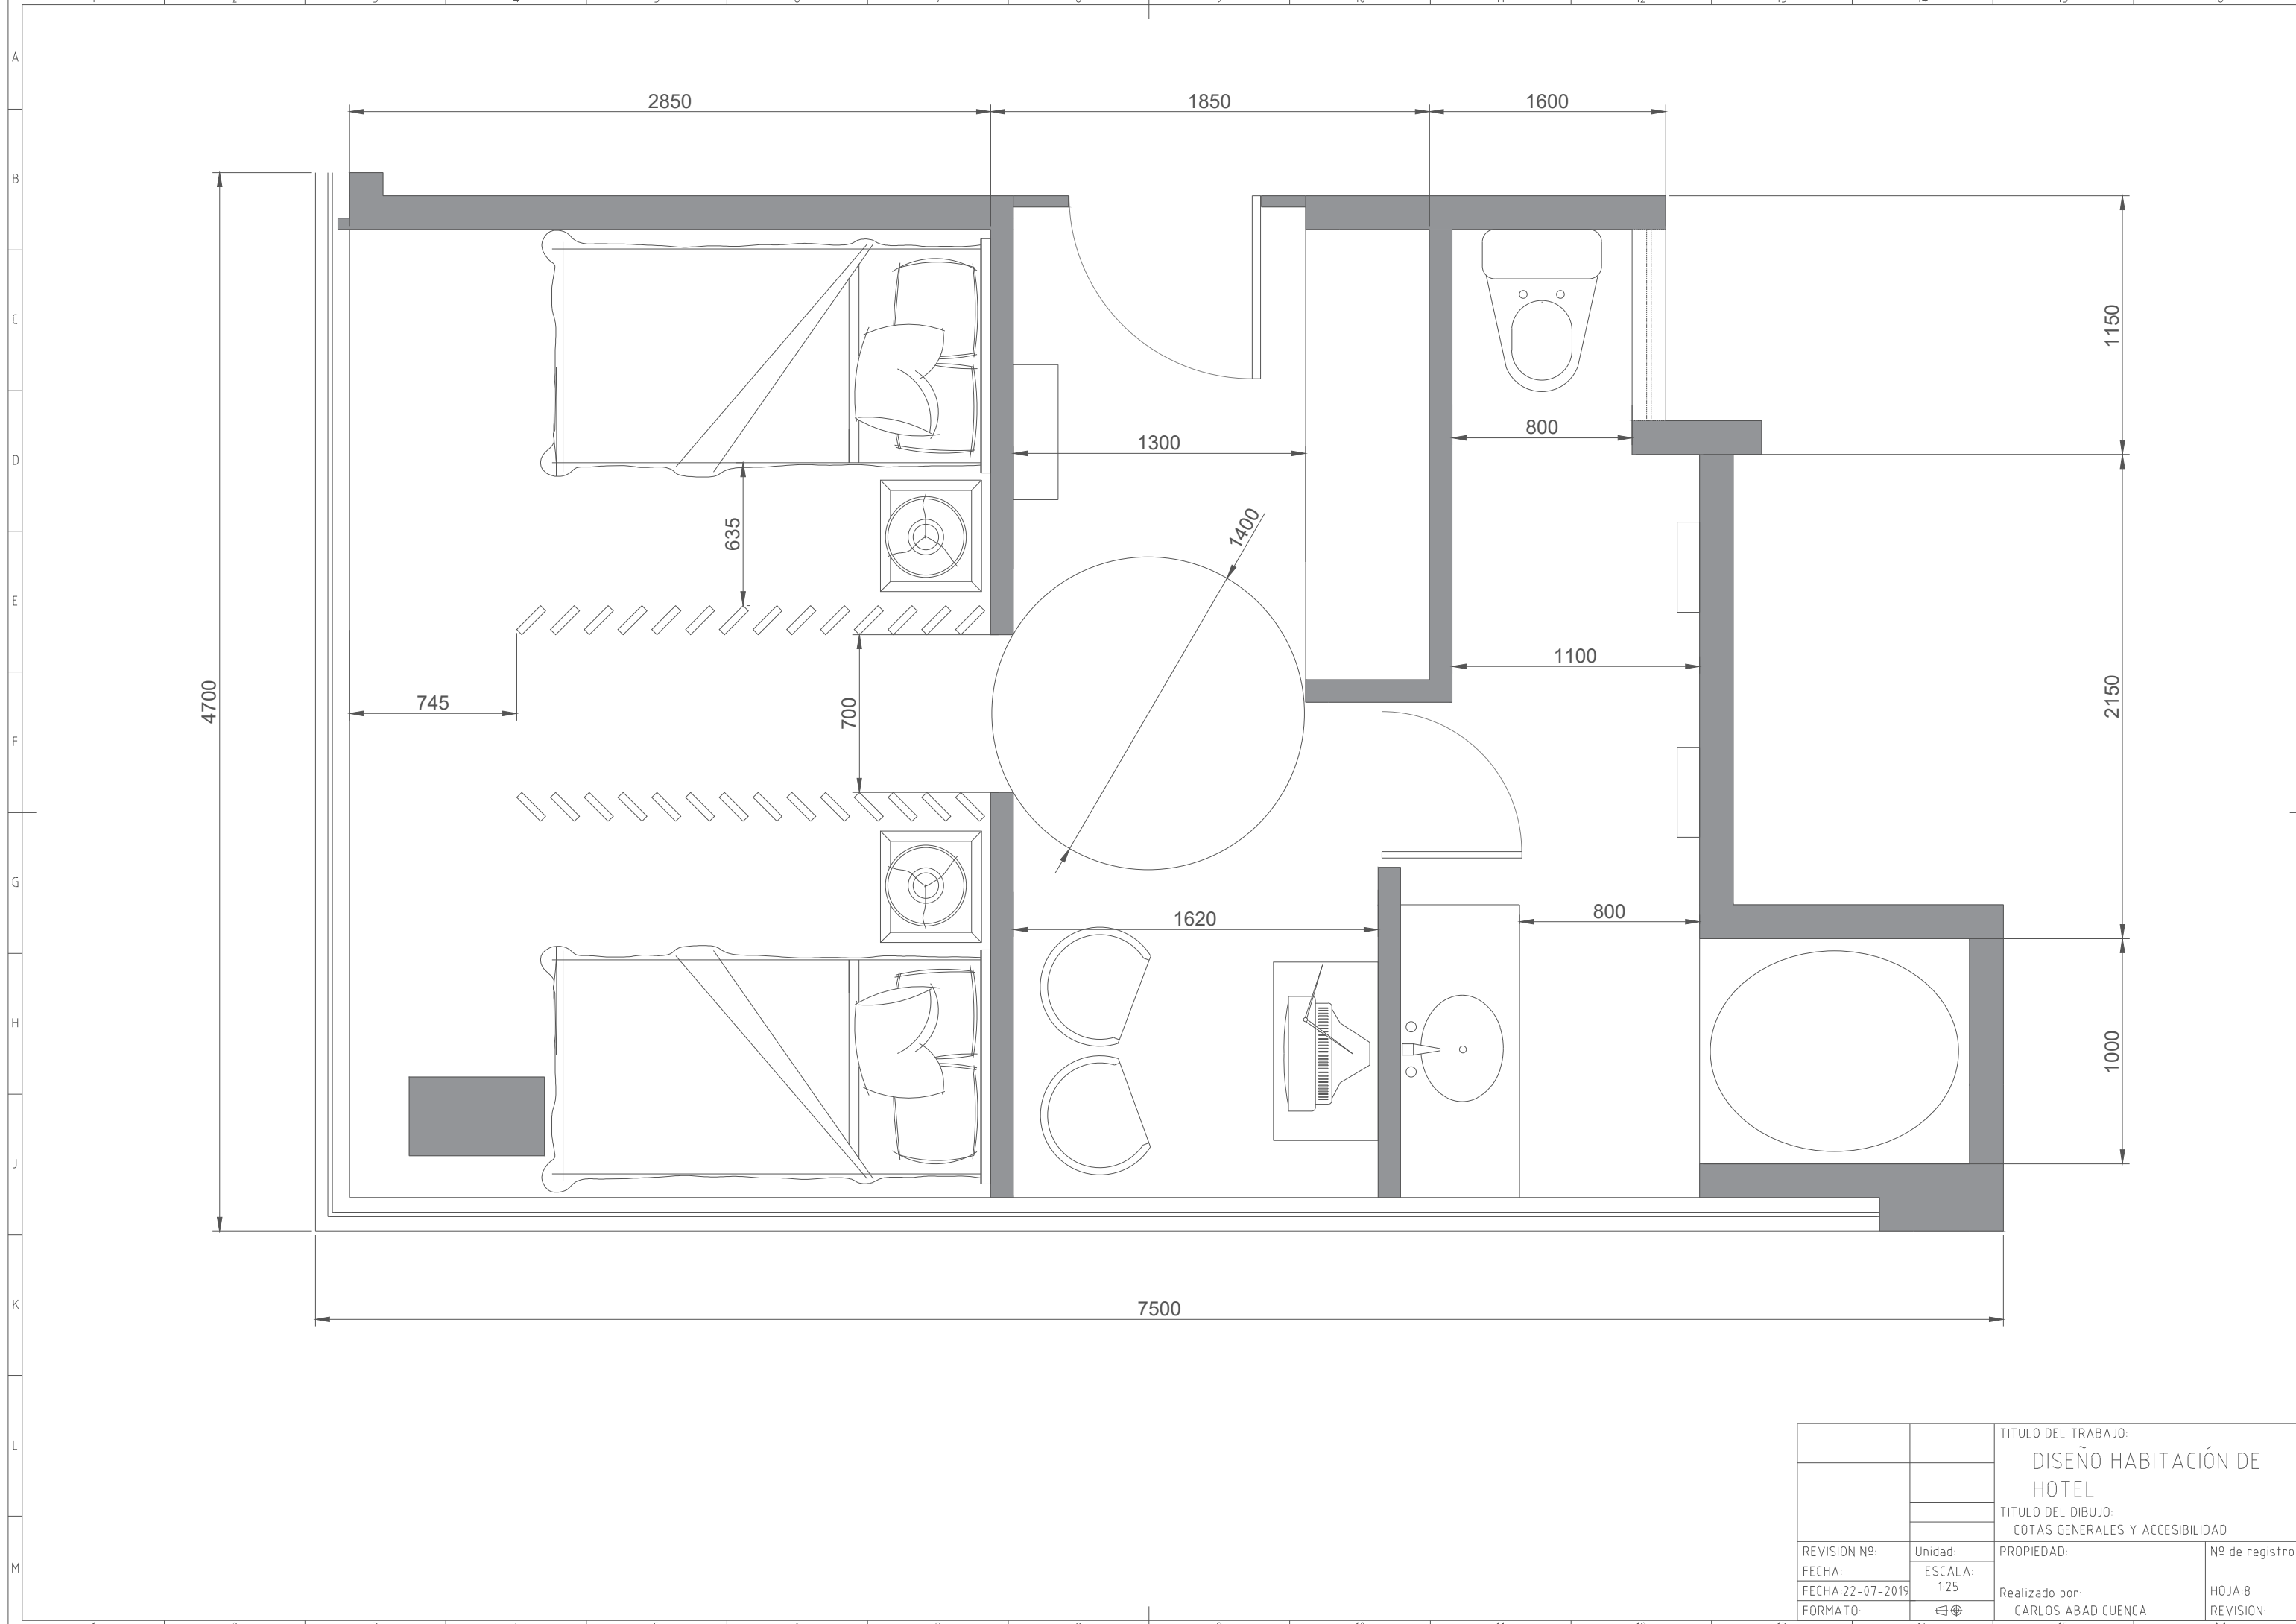 A
B
C
D
E
F
G
H
J
K
L
M
2850
1850
1600
4700
1150
800
1300
635
1400
1100
745
700
2150
1620
800
1000
7500
TITULO DEL TRABAJO:
DISEÑO HABITACIÓN DE
HOTEL
TITULO DEL DIBUJO:
COTAS GENERALES Y ACCESIBILIDAD
REVISION Nº:
Unidad:
PROPIEDAD:
Nº de registro
FECHA:
ESCALA:
1:25
FECHA:22-07-2019
Realizado por:
HOJA:8
FORMATO:
CARLOS ABAD CUENCA
REVISION: